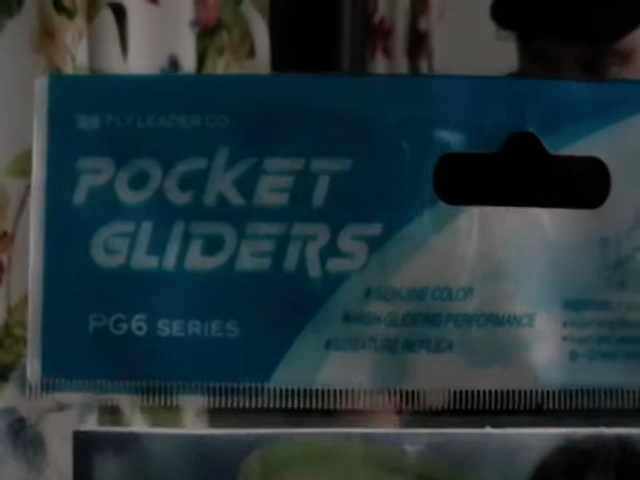 FLYLEADER CO
POCKET
GLIDERS
PG6 SERIES
GENUINE COLOR
HIGH GLIDING PERFORMANCE
MINIATURE REPLICA